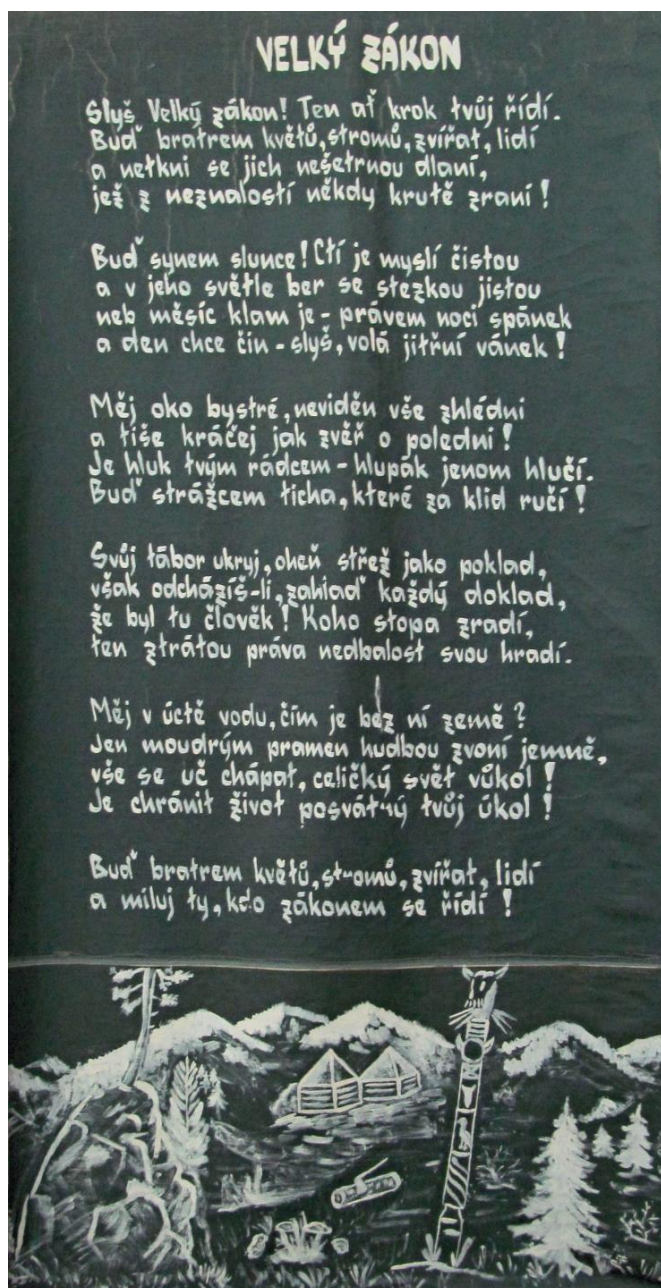 VELKÝ ZÁKON
Slyš Velký zákon! Ten ať krok tvůj řídí.
Buď bratrem květů, stromů, zvířat, lidí
a netkni se jich nešetrnou dlaní,
jež z neznalostí někdy krutě zraní!
Buď synem slunce! Ctí je myslí čistou
a v jeho světle ber se stezkou jistou
neb měsíc klam je - právem noci spánek
a den chce čin - slyš, volá jitřní vánek!
Měj oko bystré, neviděn vše zhlédni
a tiše kráčej jak zvěř o poledni!
Je hluk tvým rádcem - hlupák jenom hlučí.
Buď strážcem ticha, které za klid ručí!
Svůj tábor ukryj, oheň střež jako poklad,
však odcházíš-li, zahlaď každý doklad,
že byl tu člověk! Koho stopa zradí,
ten ztrátou práva nedbalost svou hradí.
Měj v úctě vodu, čím je bez ní země?
Jen moudrým pramen hudbou zvoní jemně,
vše se uč chápat, celičký svět vůkol!
Je chránit život posvátný tvůj úkol!
Buď bratrem květů, stromů, zvířat, lidí
a miluj ty, kdo zákonem se řídí!